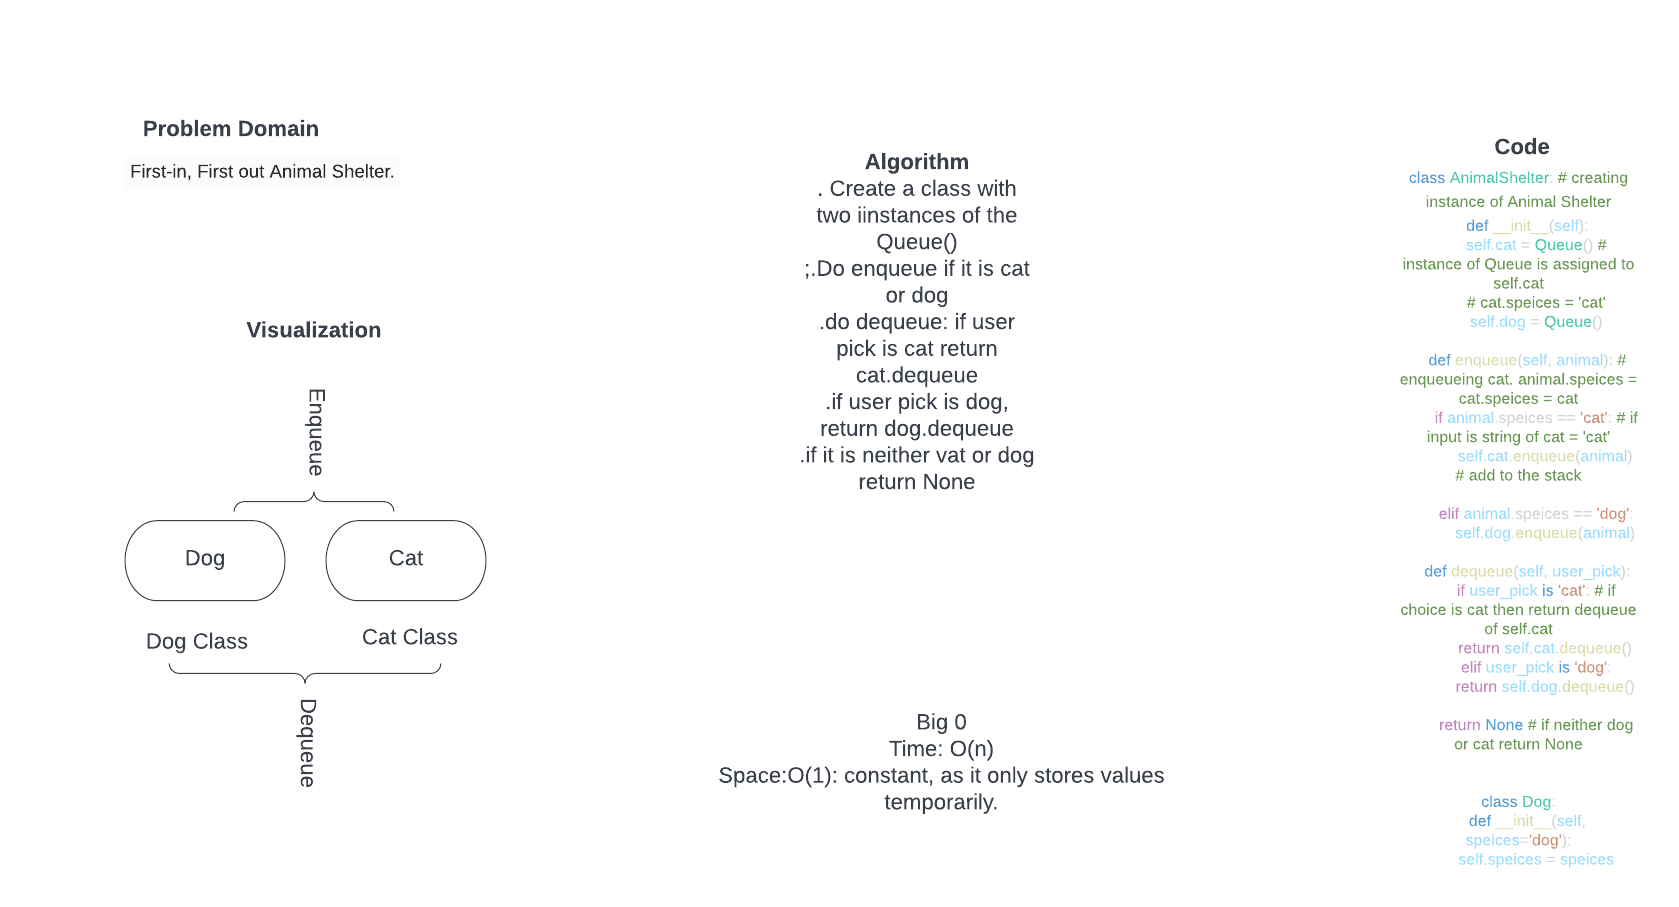 Problem Domain
First-in, First out Animal Shelter.
Visualization
Enqueue
Dog
Cat
Dog Class
Cat Class
Dequeue
Algorithm
. Create a class with
two iinstances of the
Queue()
;.Do enqueue if it is cat
or dog
.do dequeue: if user
pick is cat return
cat.dequeue
.if user pick is dog,
return dog.dequeue
.if it is neither vat or dog
return None
Big 0
Time: O(n)
Space:O(1): constant, as it only stores values
temporarily.
Code
class AnimalShelter: # creating
instance of Animal Shelter
def __init__(self):
self.cat = Queue() #
instance of Queue is assigned to
self.cat
# cat.speices = 'cat'
self.dog = Queue()
def enqueue(self, animal): #
enqueueing cat. animal.speices =
cat.speices = cat
if animal.speices == 'cat': # if
input is string of cat = 'cat'
self.cat.enqueue(animal)
# add to the stack
elif animal.speices == 'dog':
self.dog.enqueue(animal)
def dequeue(self, user_pick):
if user_pick is 'cat': # if
choice is cat then return dequeue
of self.cat
return self.cat.dequeue()
elif user_pick is 'dog':
return self.dog.dequeue()
return None # if neither dog
or cat return None
class Dog:
def __init__(self,
speices='dog'):
self.speices = speices